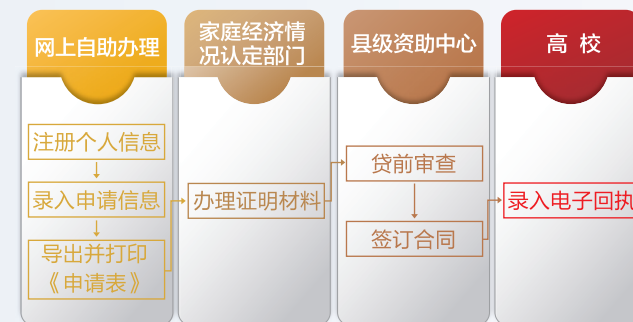 网上自助办理
家庭经济情
况认定部门
县级资助中心
高 校
注册个人信息
录入申请信息
导出并打印
《申请表》
办理证明材料
贷前审查
签订合同
录入电子回执